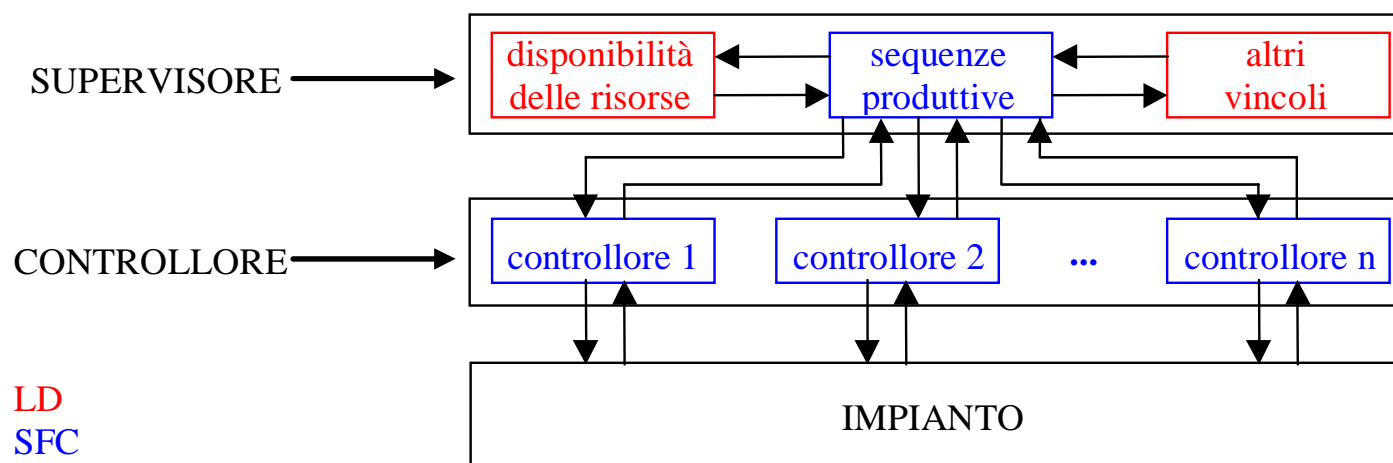 SUPERVISORE
disponibilità
delle risorse
sequenze
produttive
altri
vincoli
CONTROLLORE
controllore 1
controllore 2
...
controllore n
LD
SFC
IMPIANTO